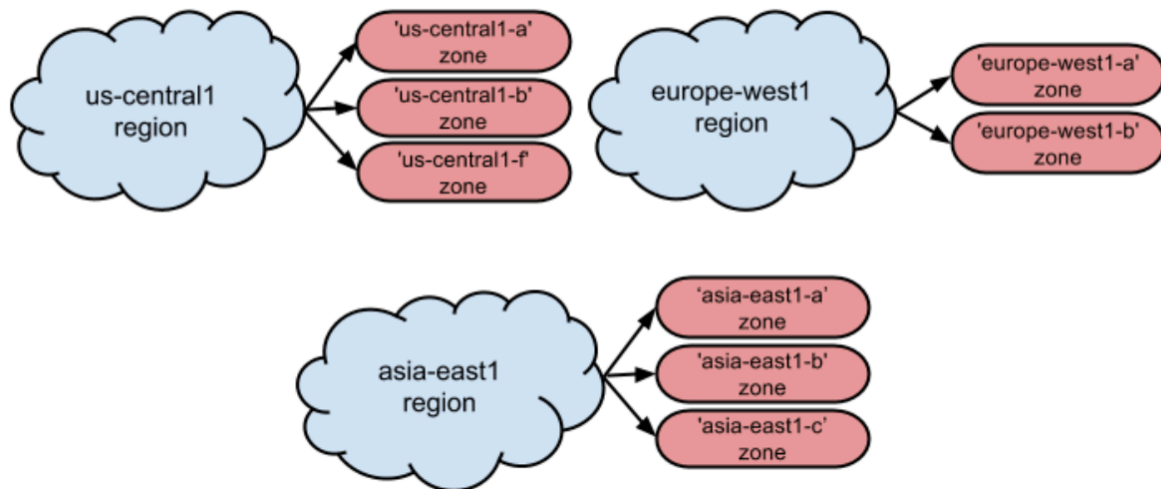 us-central1
region
'us-central1-a'
zone
'us-central1-b'
zone
'us-central1-f'
zone
europe-west1
region
'europe-west1-a'
zone
'europe-west1-b'
zone
asia-east1
region
‘asia-east1-a’
zone
'asia-east1-b’
zone
'asia-east1-c’
zone